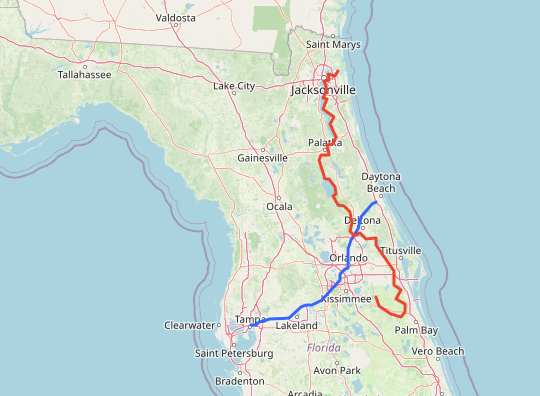 Valdosta
Saint Marys
Tallahassee
Lake City
Jacksonville
Palatka
Gainesville
Daytona
Beach
Ocala
Deltona
Titusville
Orlando
Kissimmee
Tampa
Clearwater
Lakeland
Palm Bay
Saint Petersburg
Florida
Vero Beach
Avon Park
Bradenton
Arcadia